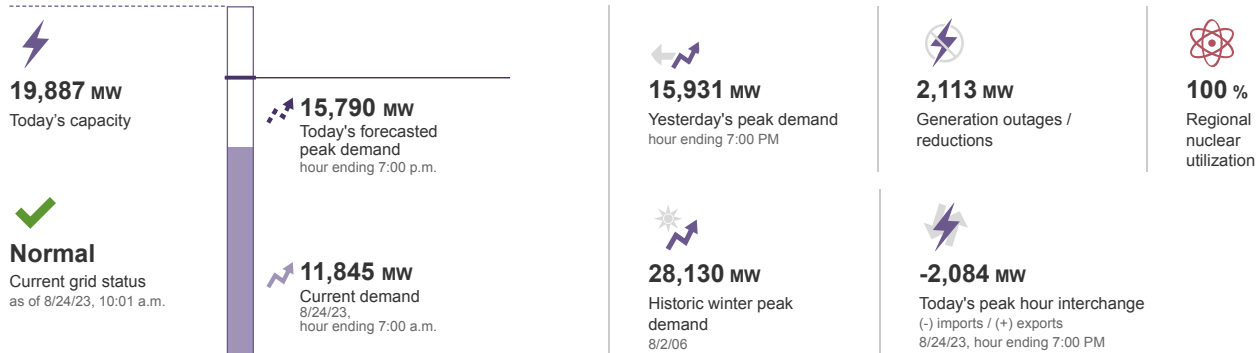 19,887 MW
Today's capacity
Normal
Current grid status
as of 8/24/23, 10:01 a.m.
15,790 MW
Today's forecasted
peak demand
hour ending 7:00 p.m.
11,845 MW
Current demand
8/24/23,
hour ending 7:00 a.m.
15,931 MW
Yesterday's peak demand
hour ending 7:00 PM
2,113 MW
Generation outages /
reductions
100 %
Regional
nuclear
utilization
28,130 MW
Historic winter peak
demand
8/2/06
-2,084 MW
Today's peak hour interchange
(-) imports / (+) exports
8/24/23, hour ending 7:00 PM